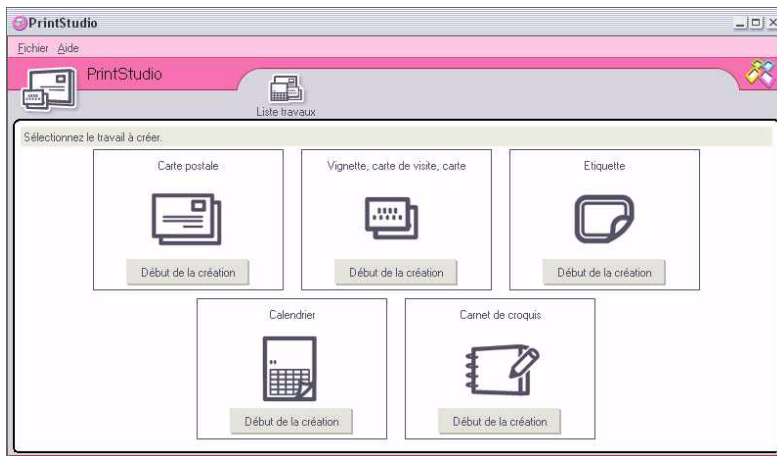 PrintStudio
Fichier Aide
PrintStudio
Liste travaux
Sélectionnez le travail à créer.
Carte postale
Vignette, carte de visite, carte
Etiquette
Début de la création
Début de la création
Début de la création
Calendrier
Carnet de croquis
Début de la création
Début de la création